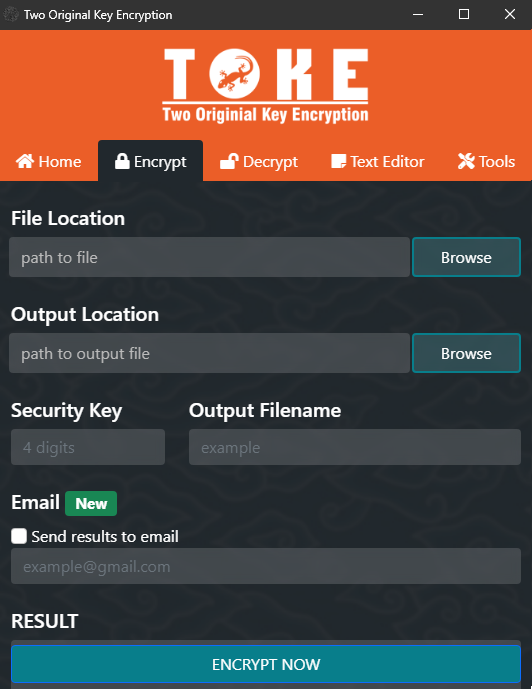 Two Original Key Encryption
TOKE
Two Originial Key Encryption
Home Encrypt Decrypt Text Editor Tools
File Location
path to file Browse
Output Location
path to output file Browse
Security Key Output Filename
4 digits example
Email New
Send results to email
example@gmail.com
RESULT
ENCRYPT NOW